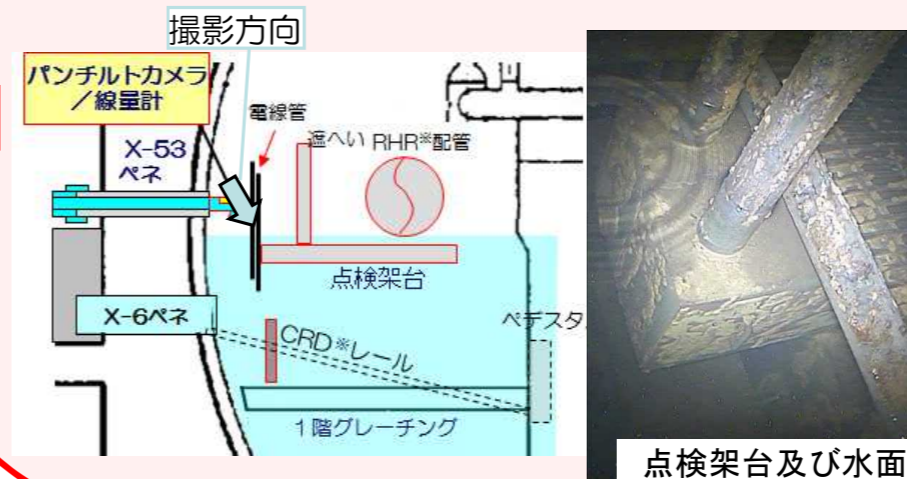 撮影方向
パンチルトカメラ
／線量計
電線管
X-53
ペネ
遮へい
RHR※配管
点検架台
X-6ペネ
ペデスタ
CRD※レール
1階グレーチング
点検架台及び水面